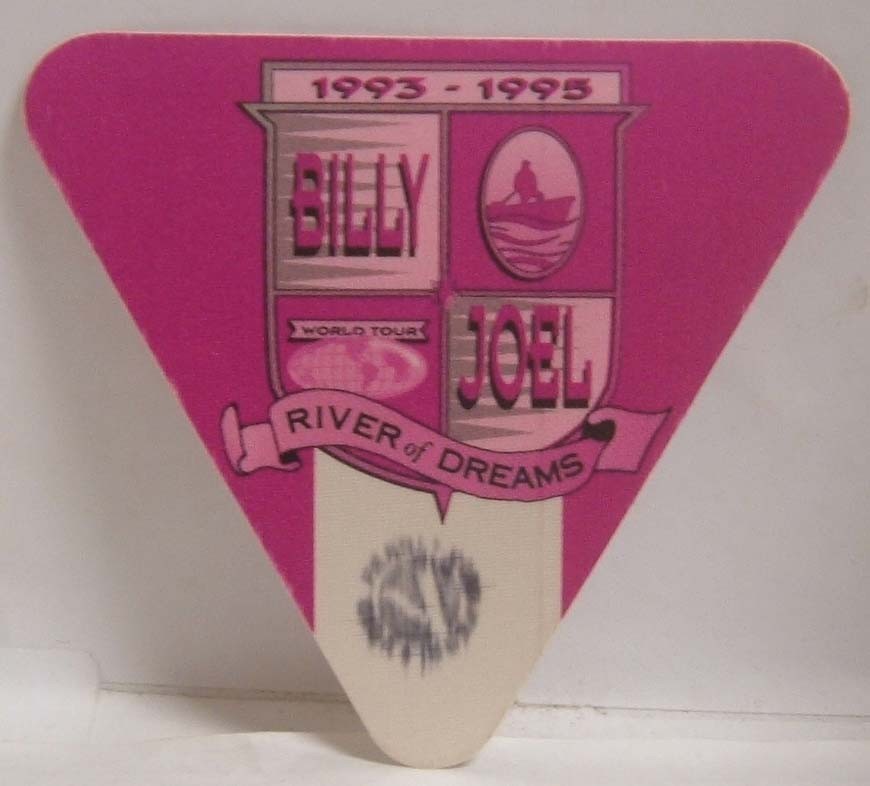 1993 - 1995
BILLY
WORLD TOUR
JOEL
RIVER of DREAMS